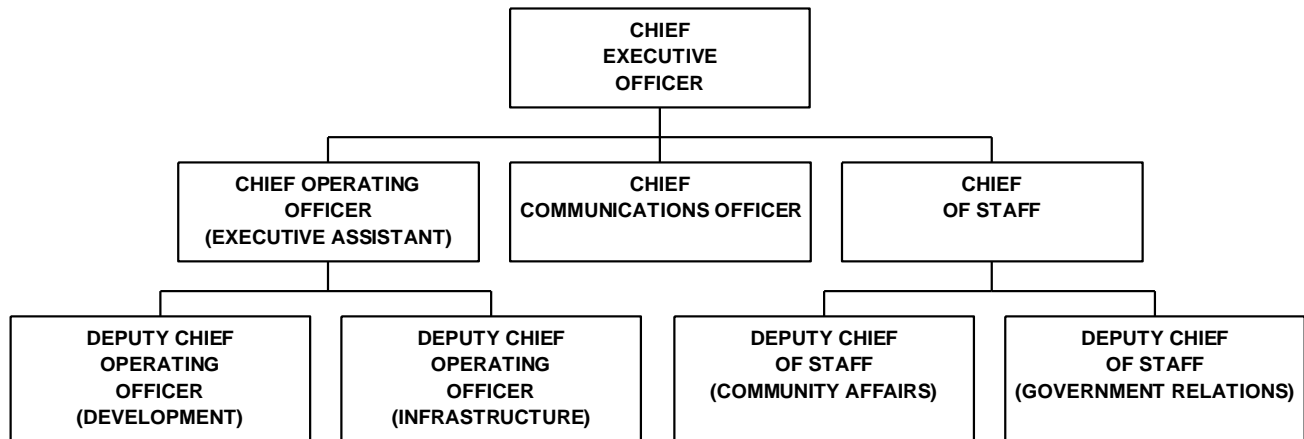 CHIEF
EXECUTIVE
OFFICER
CHIEF OPERATING
OFFICER
(EXECUTIVE ASSISTANT)
CHIEF
COMMUNICATIONS OFFICER
CHIEF
OF STAFF
DEPUTY CHIEF
OPERATING
OFFICER
(DEVELOPMENT)
DEPUTY CHIEF
OPERATING
OFFICER
(INFRASTRUCTURE)
DEPUTY CHIEF
OF STAFF
(COMMUNITY AFFAIRS)
DEPUTY CHIEF
OF STAFF
(GOVERNMENT RELATIONS)